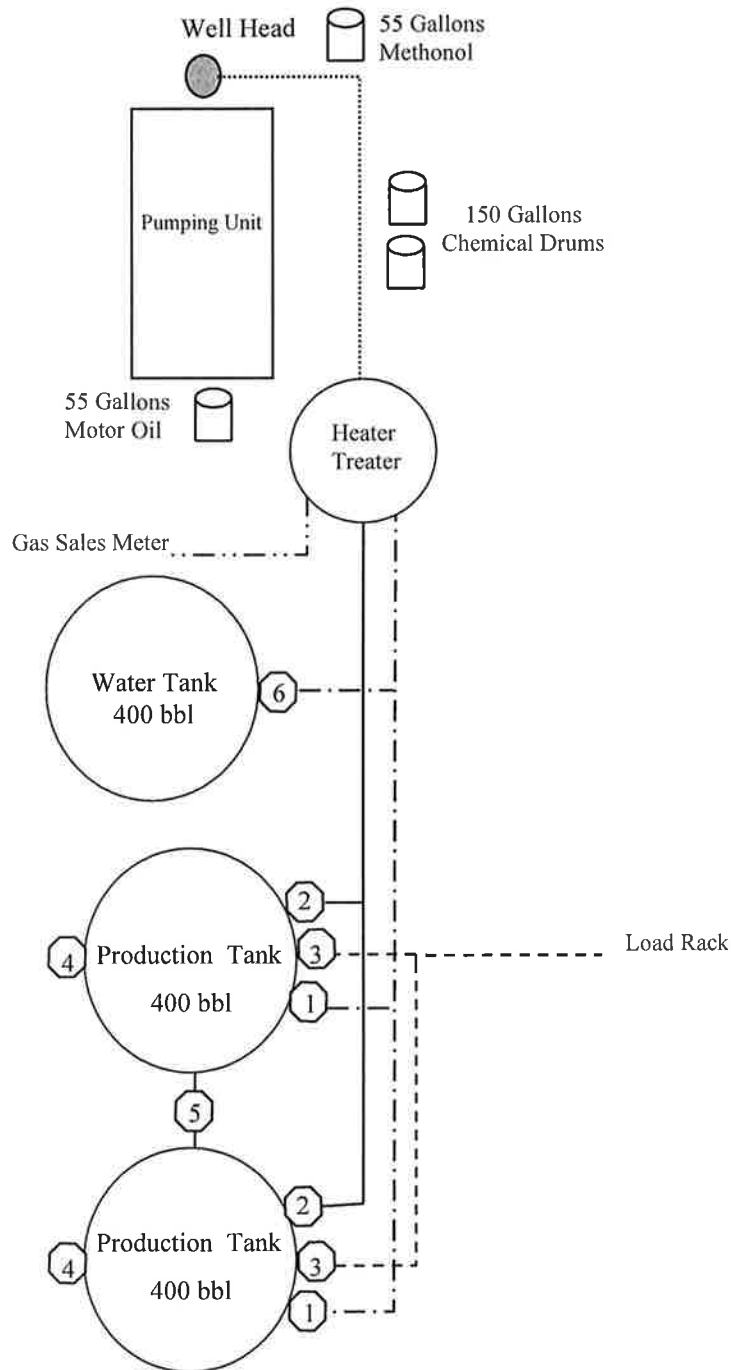 Well Head
55 Gallons
Methonol
Pumping Unit
150 Gallons
Chemical Drums
55 Gallons
Motor Oil
Heater
Treater
Gas Sales Meter
Water Tank
400 bbl
6
2
4
Production Tank
3
Load Rack
400 bbl
1
5
2
4
Production Tank
3
400 bbl
1